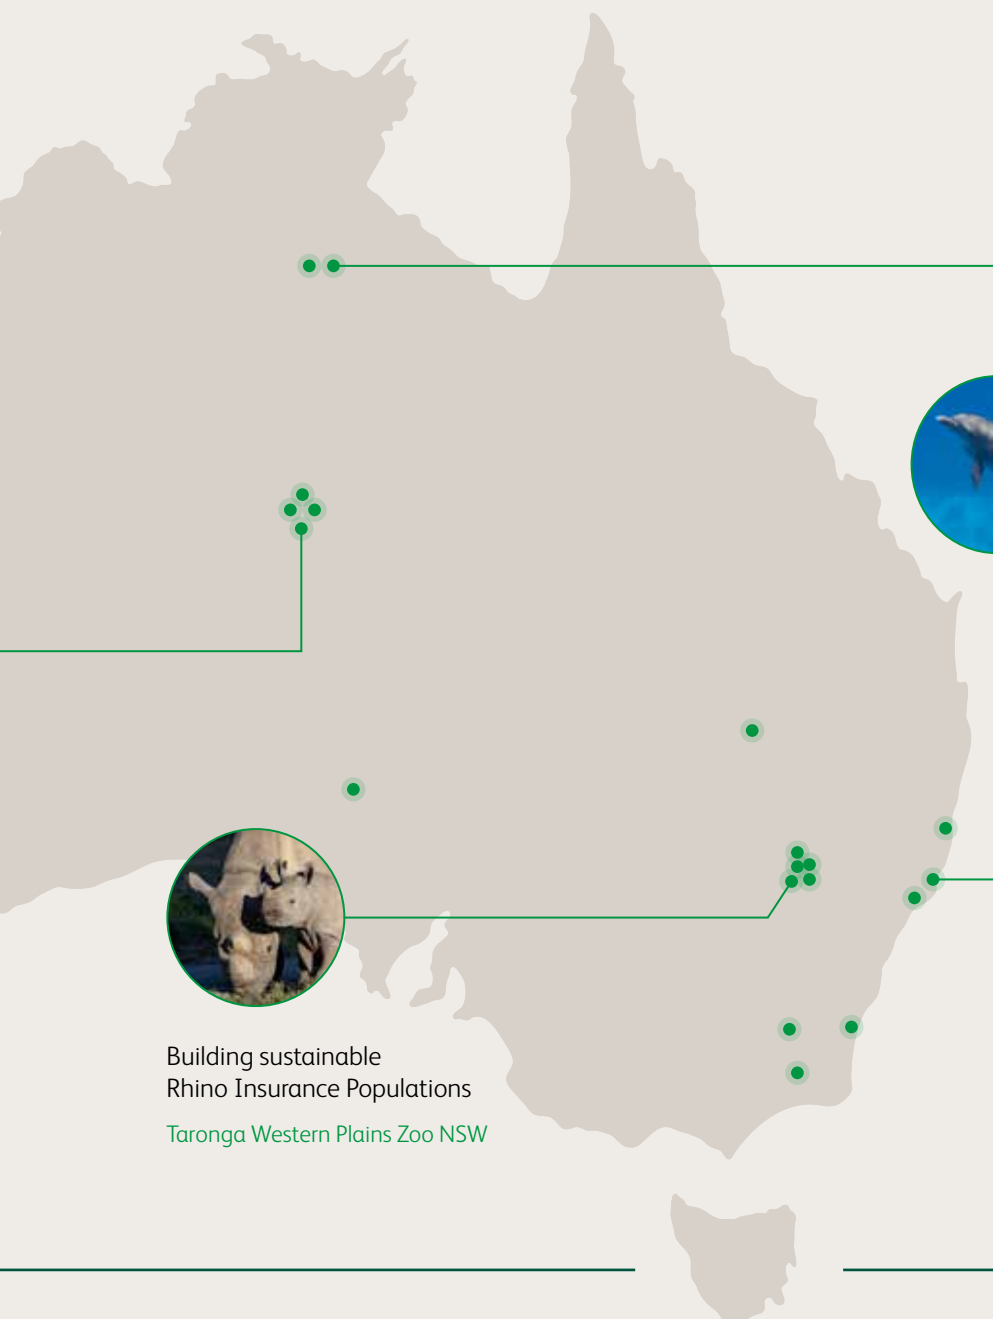 Building sustainable
Rhino Insurance Populations
Taronga Western Plains Zoo NSW